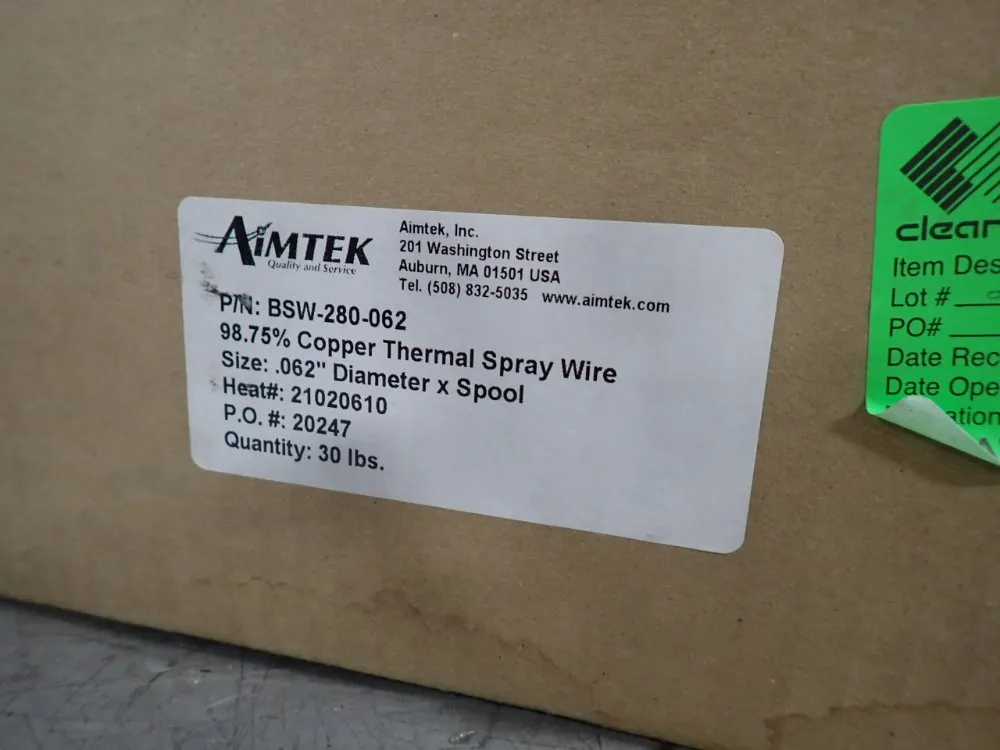 AiMTEK
Quality and Service
Aimtek, Inc.
201 Washington Street
Auburn, MA 01501 USA
Tel. (508) 832-5035 www.aimtek.com
P/N: BSW-280-062
98.75% Copper Thermal Spray Wire
Size: .062" Diameter x Spool
Heat#: 21020610
P.O. #: 20247
Quantity: 30 lbs.
clean
Item Des
Lot #
PO#
Date Rec
Date Ope
ation